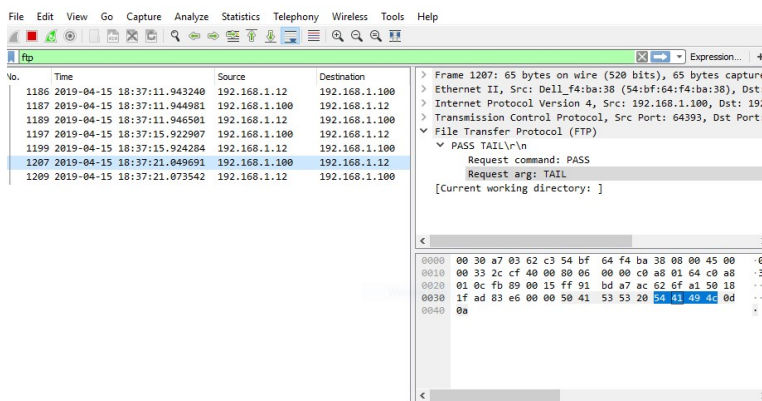 File Edit View Go Capture Analyze Statistics Telephony Wireless Tools Help
ftp
Expression... +
No. Time Source Destination
1186 2019-04-15 18:37:11.943240 192.168.1.12 192.168.1.100
1187 2019-04-15 18:37:11.944981 192.168.1.100 192.168.1.12
1189 2019-04-15 18:37:11.946501 192.168.1.12 192.168.1.100
1197 2019-04-15 18:37:15.922907 192.168.1.100 192.168.1.12
1199 2019-04-15 18:37:15.924284 192.168.1.12 192.168.1.100
1207 2019-04-15 18:37:21.049691 192.168.1.100 192.168.1.12
1209 2019-04-15 18:37:21.073542 192.168.1.12 192.168.1.100
> Frame 1207: 65 bytes on wire (520 bits), 65 bytes capture
> Ethernet II, Src: Dell_f4:ba:38 (54:bf:64:f4:ba:38), Dst:
> Internet Protocol Version 4, Src: 192.168.1.100, Dst: 192
> Transmission Control Protocol, Src Port: 64393, Dst Port:
File Transfer Protocol (FTP)
PASS TAIL\r\n
Request command: PASS
Request arg: TAIL
[Current working directory: ]
0000 00 30 a7 03 62 c3 54 bf 64 f4 ba 38 08 00 45 00
0010 00 33 2c cf 40 00 80 06 00 00 c0 a8 01 64 c0 a8
0020 01 0c fb 89 00 15 ff 91 bd a7 ac 62 6f a1 50 18
0030 1f ad 83 e6 00 00 50 41 53 53 20 54 41 49 4c 0d
0040 0a